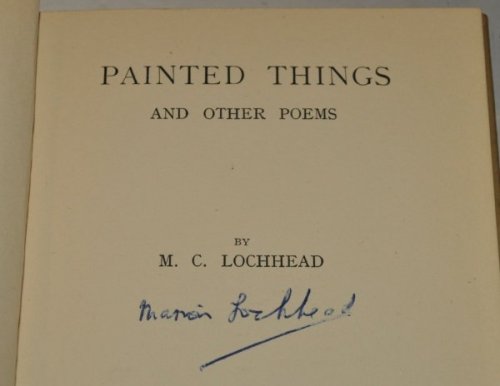 PAINTED THINGS
AND OTHER POEMS
BY
M. C. LOCHHEAD
Marion Lochhead